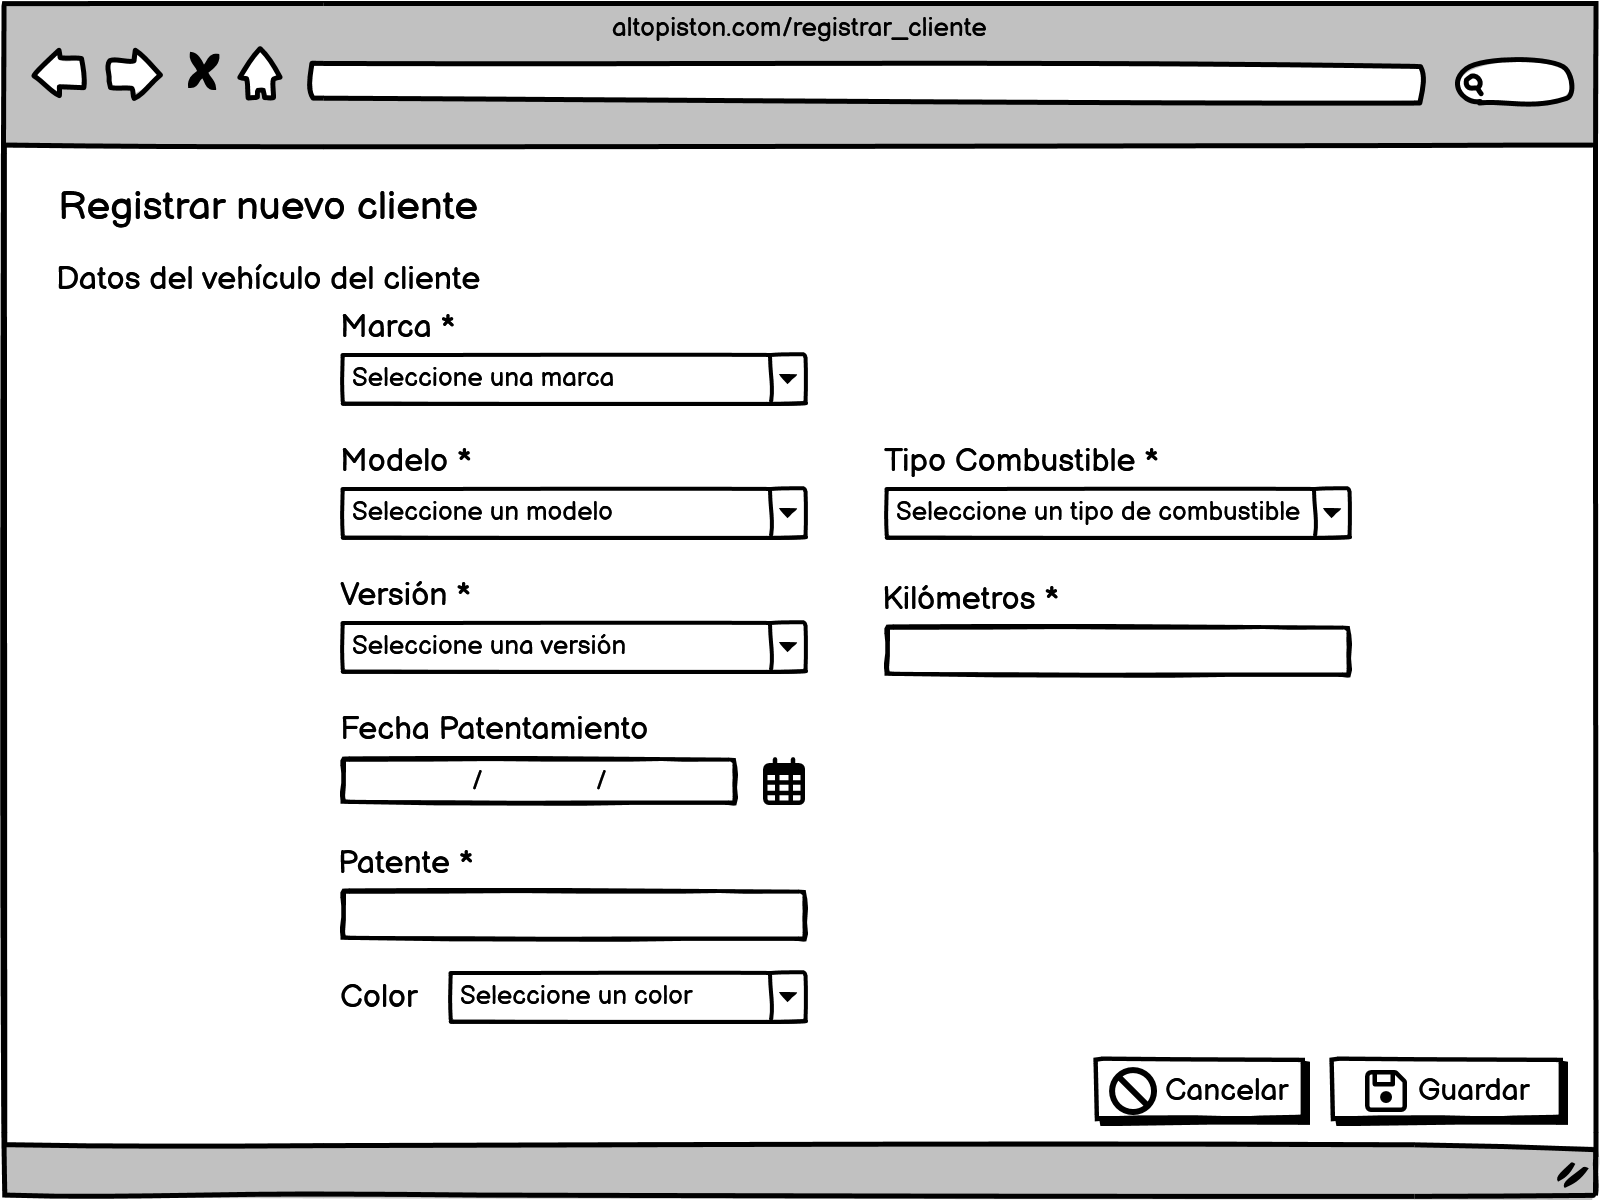 altopiston.com/registrar_cliente
Registrar nuevo cliente
Datos del vehículo del cliente
Marca *
Seleccione una marca
Modelo *
Seleccione un modelo
Tipo Combustible *
Seleccione un tipo de combustible
Versión *
Seleccione una versión
Kilómetros *
Fecha Patentamiento
/ /
Patente *
Color
Seleccione un color
Cancelar
Guardar